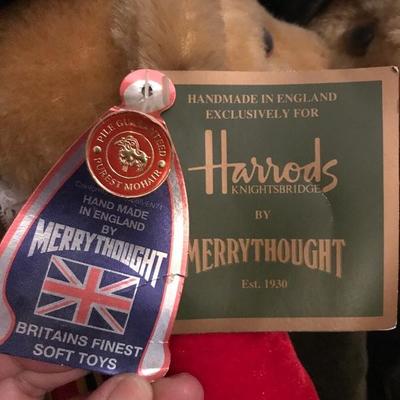 PILE GUARANTEED
PUREST MOHAIR
HAND MADE
IN ENGLAND
BY
MERRYTHOUGHT
BRITAINS FINEST
SOFT TOYS
HANDMADE IN ENGLAND
EXCLUSIVELY FOR
Harrods
KNIGHTSBRIDGE
BY
MERRYTHOUGHT
Est. 1930